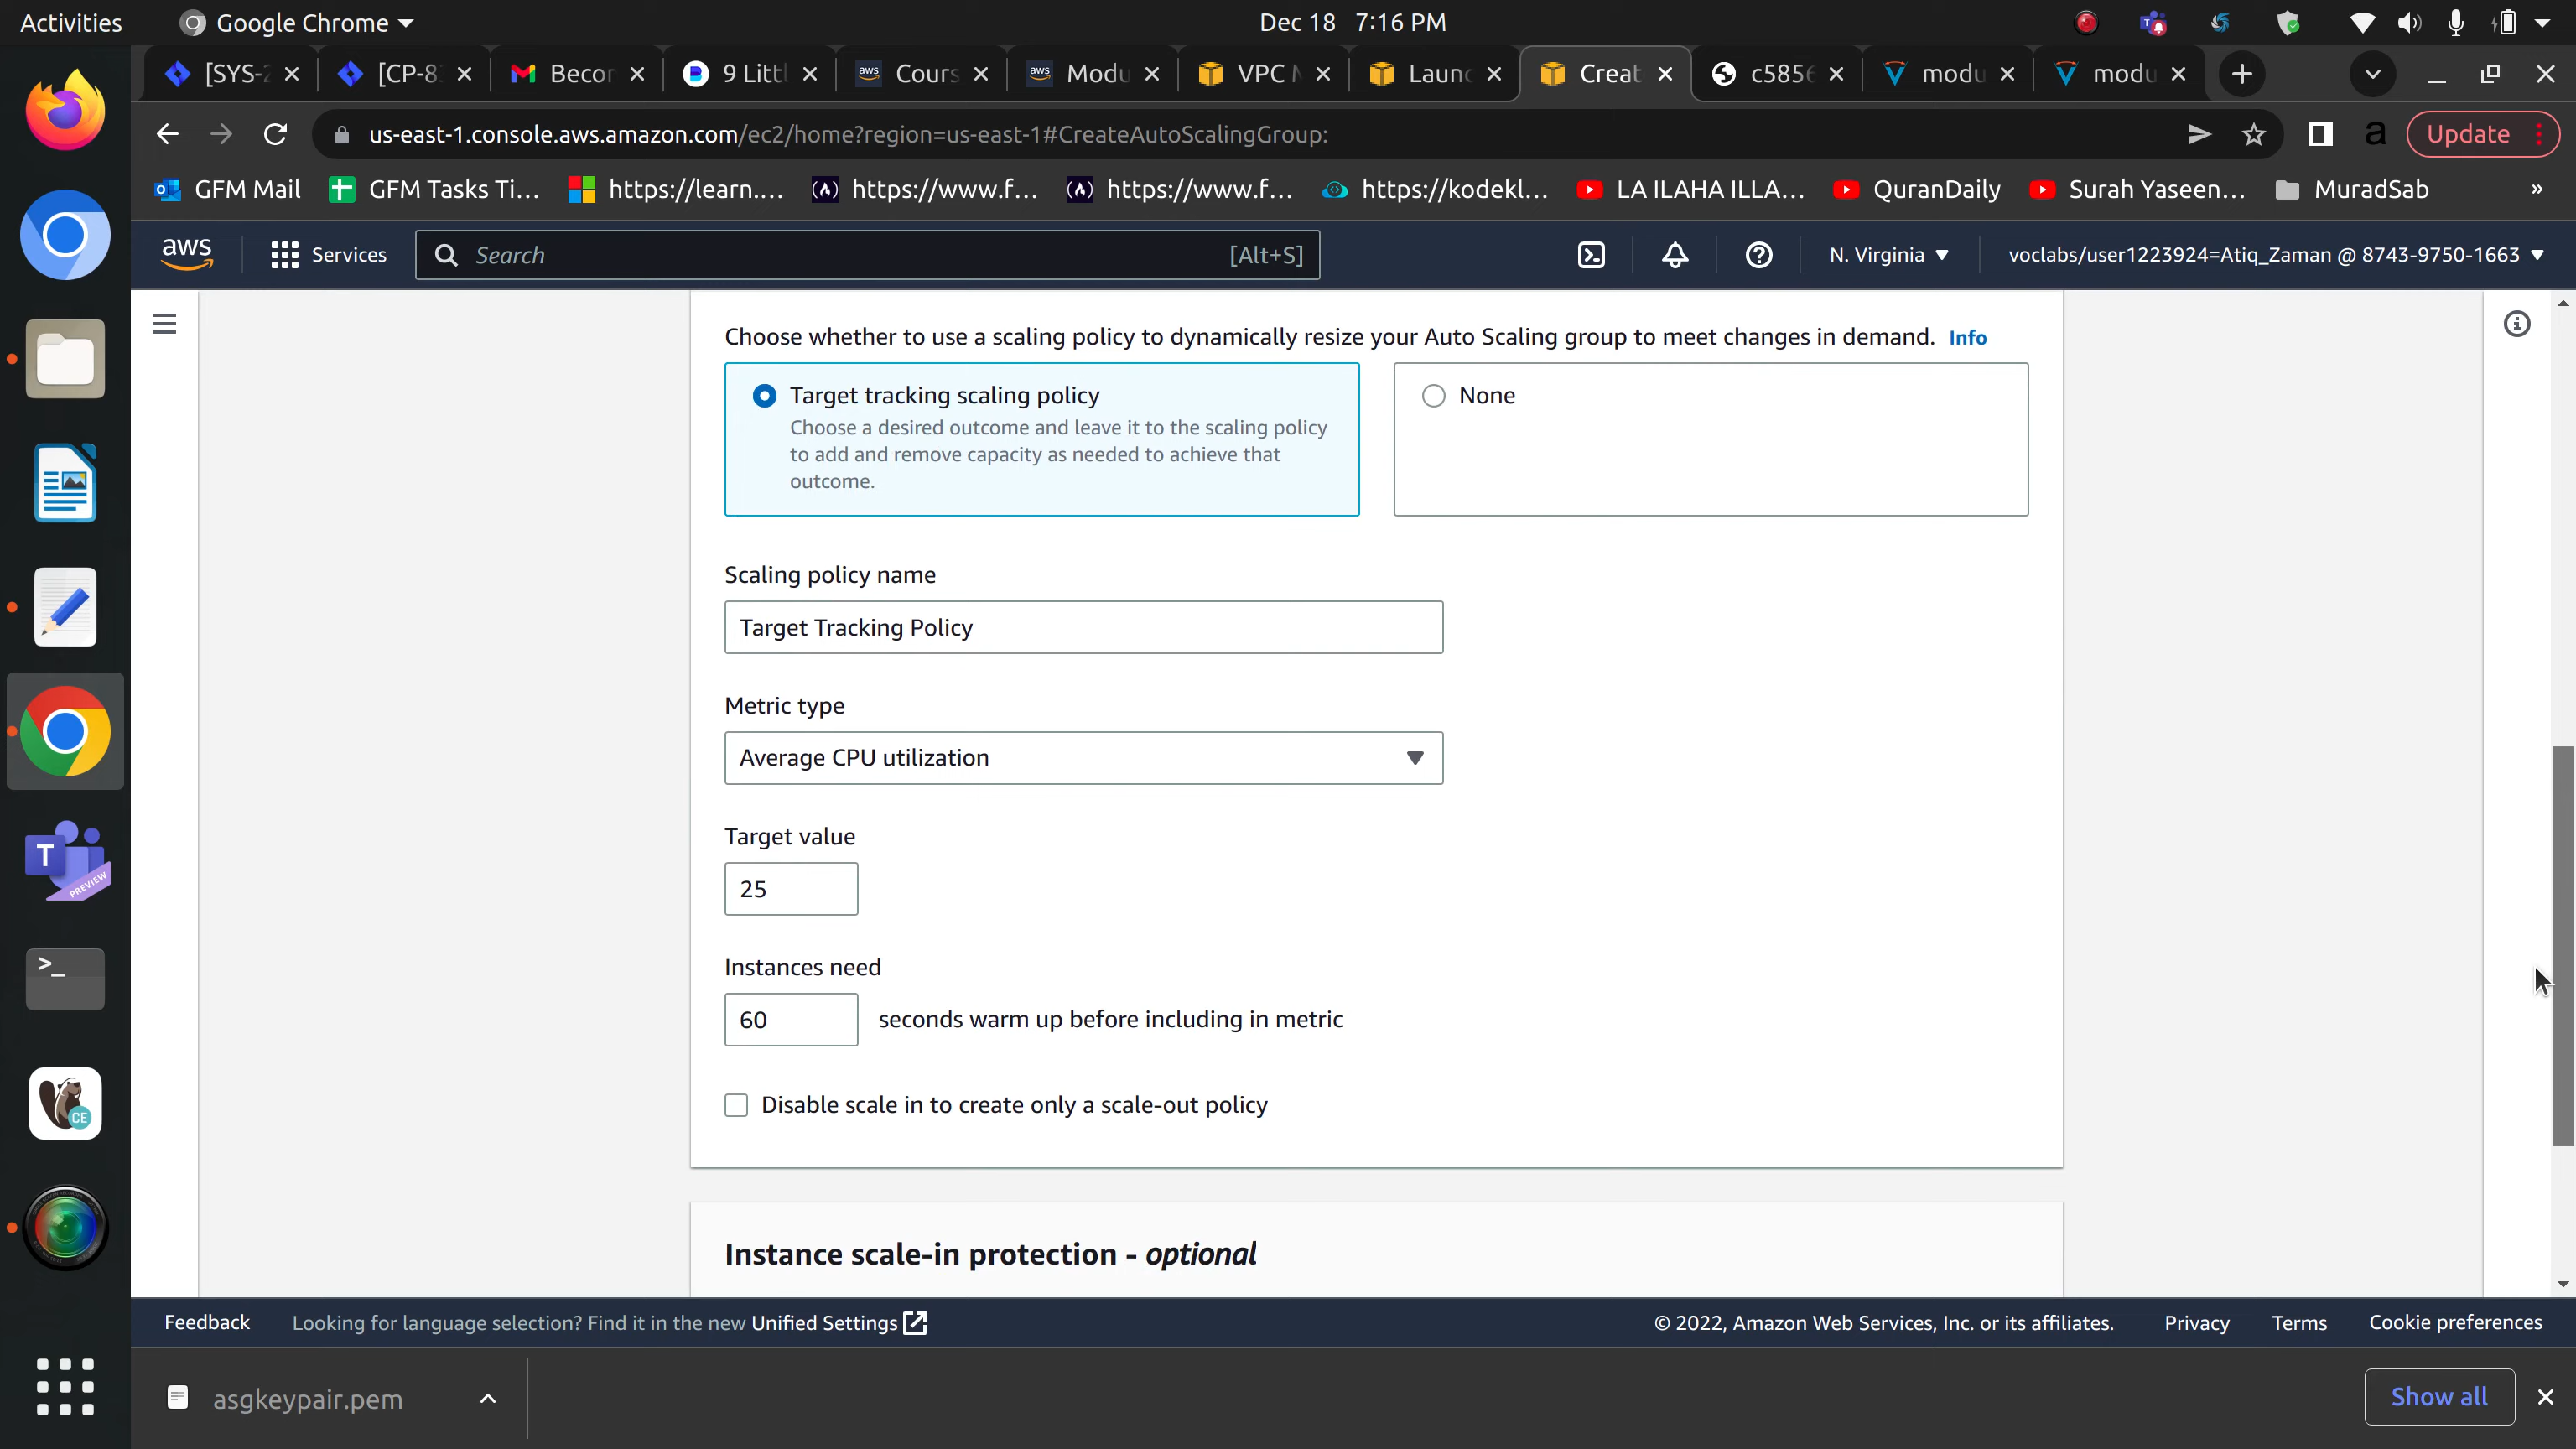 Activities
Google Chrome
Dec 18 7:16 PM
[SYS-2
[CP-8
Becor
9 Littl
aws
Cours
aws
Modu
VPC M
Launc
Creat
c5856
modu
modu
us-east-1.console.aws.amazon.com/ec2/home?region=us-east-1#CreateAutoScalingGroup:
a
Update
GFM Mail
GFM Tasks Ti...
https://learn....
https://www.f...
https://www.f...
https://kodekl...
LA ILAHA ILLA...
QuranDaily
Surah Yaseen...
MuradSab
»
aws
Services
Search
[Alt+S]
N. Virginia
voclabs/user1223924=Atiq_Zaman @ 8743-9750-1663
Choose whether to use a scaling policy to dynamically resize your Auto Scaling group to meet changes in demand. Info
Target tracking scaling policy
Choose a desired outcome and leave it to the scaling policy
to add and remove capacity as needed to achieve that
outcome.
None
Scaling policy name
Target Tracking Policy
Metric type
Average CPU utilization
Target value
25
Instances need
60
seconds warm up before including in metric
Disable scale in to create only a scale-out policy
Instance scale-in protection - optional
T
PREVIEW
>_
CE
Feedback
Looking for language selection? Find it in the new Unified Settings
© 2022, Amazon Web Services, Inc. or its affiliates.
Privacy
Terms
Cookie preferences
asgkeypair.pem
Show all